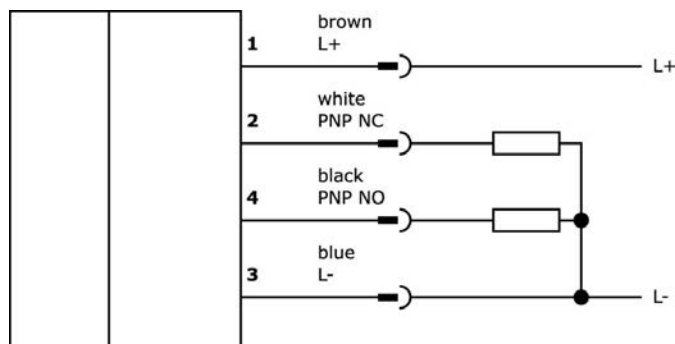 brown
1 L+
L+
white
2 PNP NC
black
4 PNP NO
blue
3 L-
L-